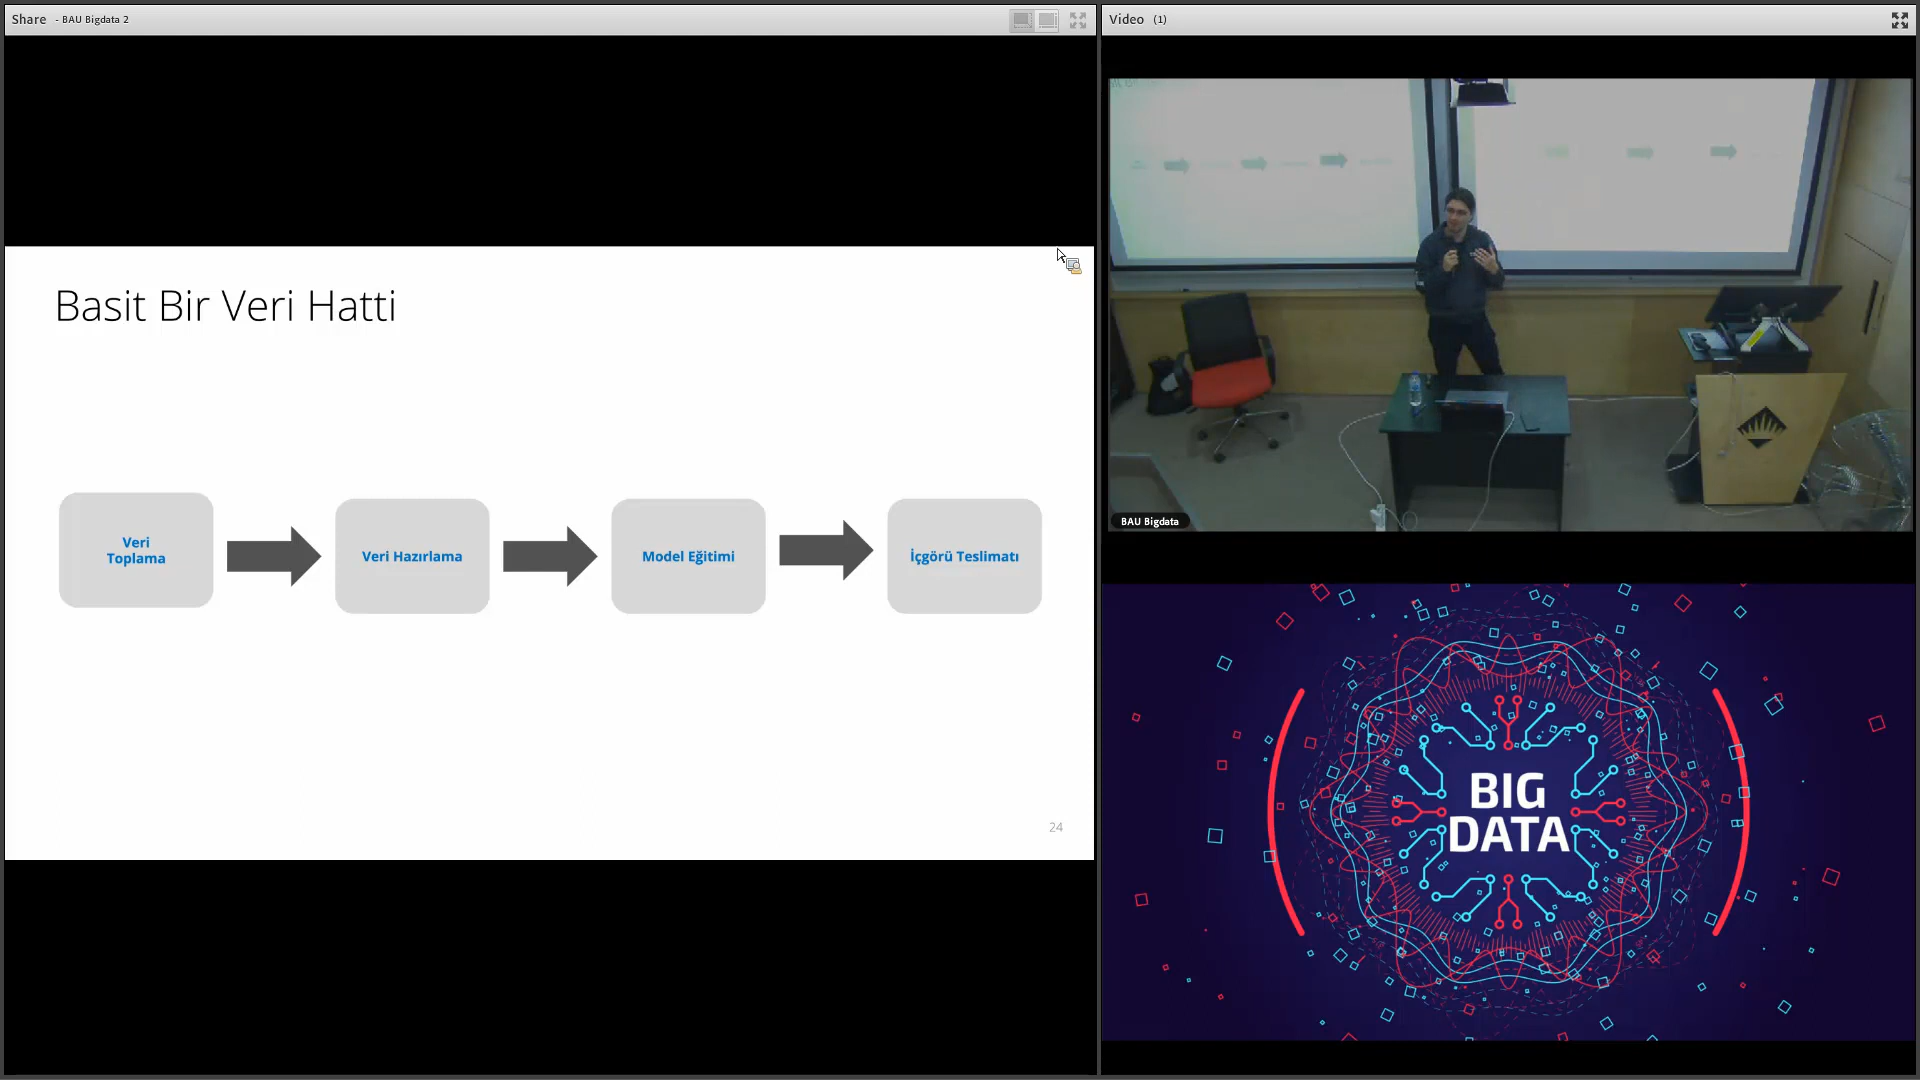 Share - BAU Bigdata 2
Video (1)
Basit Bir Veri Hatti
Veri
Toplama
Veri Hazırlama
Model Eğitimi
İçgörü Teslimatı
24
BAU Bigdata
BIG
DATA